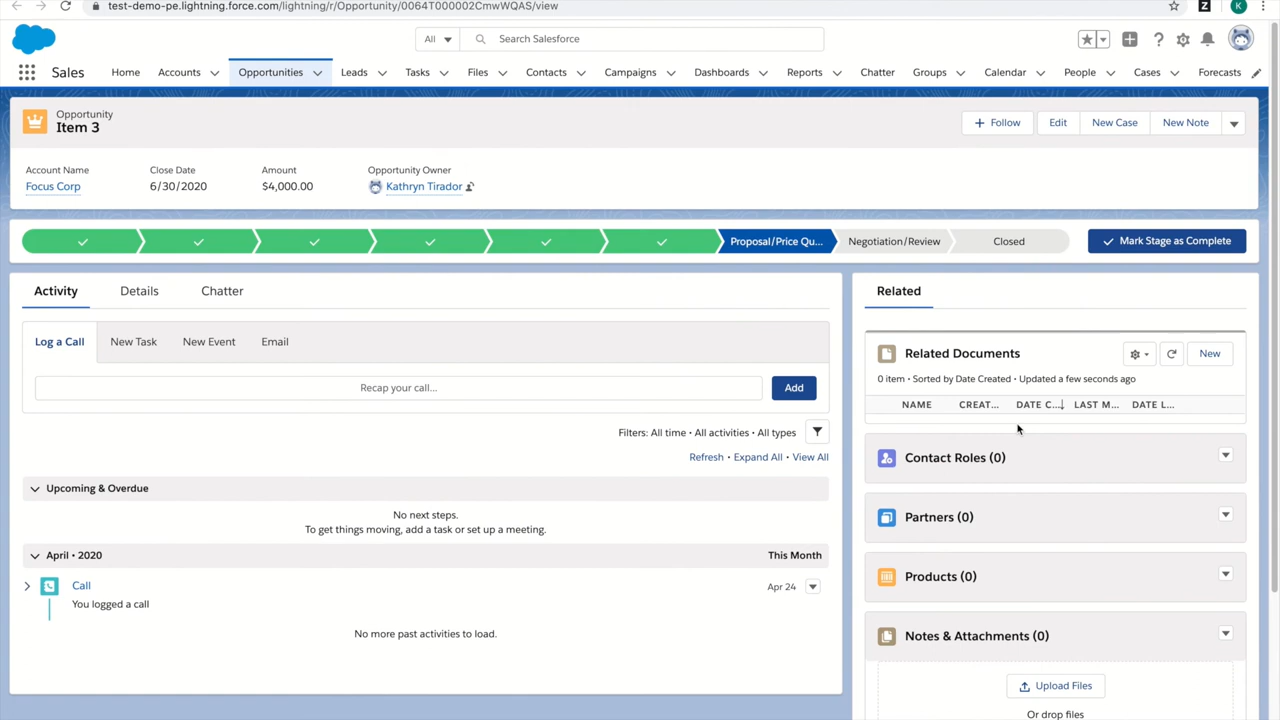 test-demo-pe.lightning.force.com/lightning/r/Opportunity/0064T000002CmwWQAS/view
Z
K
All
Search Salesforce
Sales
Home
Accounts
Opportunities
Leads
Tasks
Files
Contacts
Campaigns
Dashboards
Reports
Chatter
Groups
Calendar
People
Cases
Forecasts
Opportunity
Item 3
Follow
Edit
New Case
New Note
Account Name
Close Date
Amount
Opportunity Owner
Focus Corp
6/30/2020
$4,000.00
Kathryn Tirador
Proposal/Price Qu...
Negotiation/Review
Closed
Mark Stage as Complete
Activity
Details
Chatter
Log a Call
New Task
New Event
Email
Recap your call...
Add
Filters: All time • All activities • All types
Refresh • Expand All • View All
Upcoming & Overdue
No next steps.
To get things moving, add a task or set up a meeting.
April • 2020
This Month
Call
Apr 24
You logged a call
No more past activities to load.
Related
Related Documents
New
0 item • Sorted by Date Created • Updated a few seconds ago
NAME
CREAT...
DATE C...
LAST M...
DATE L...
Contact Roles (0)
Partners (0)
Products (0)
Notes & Attachments (0)
Upload Files
Or drop files